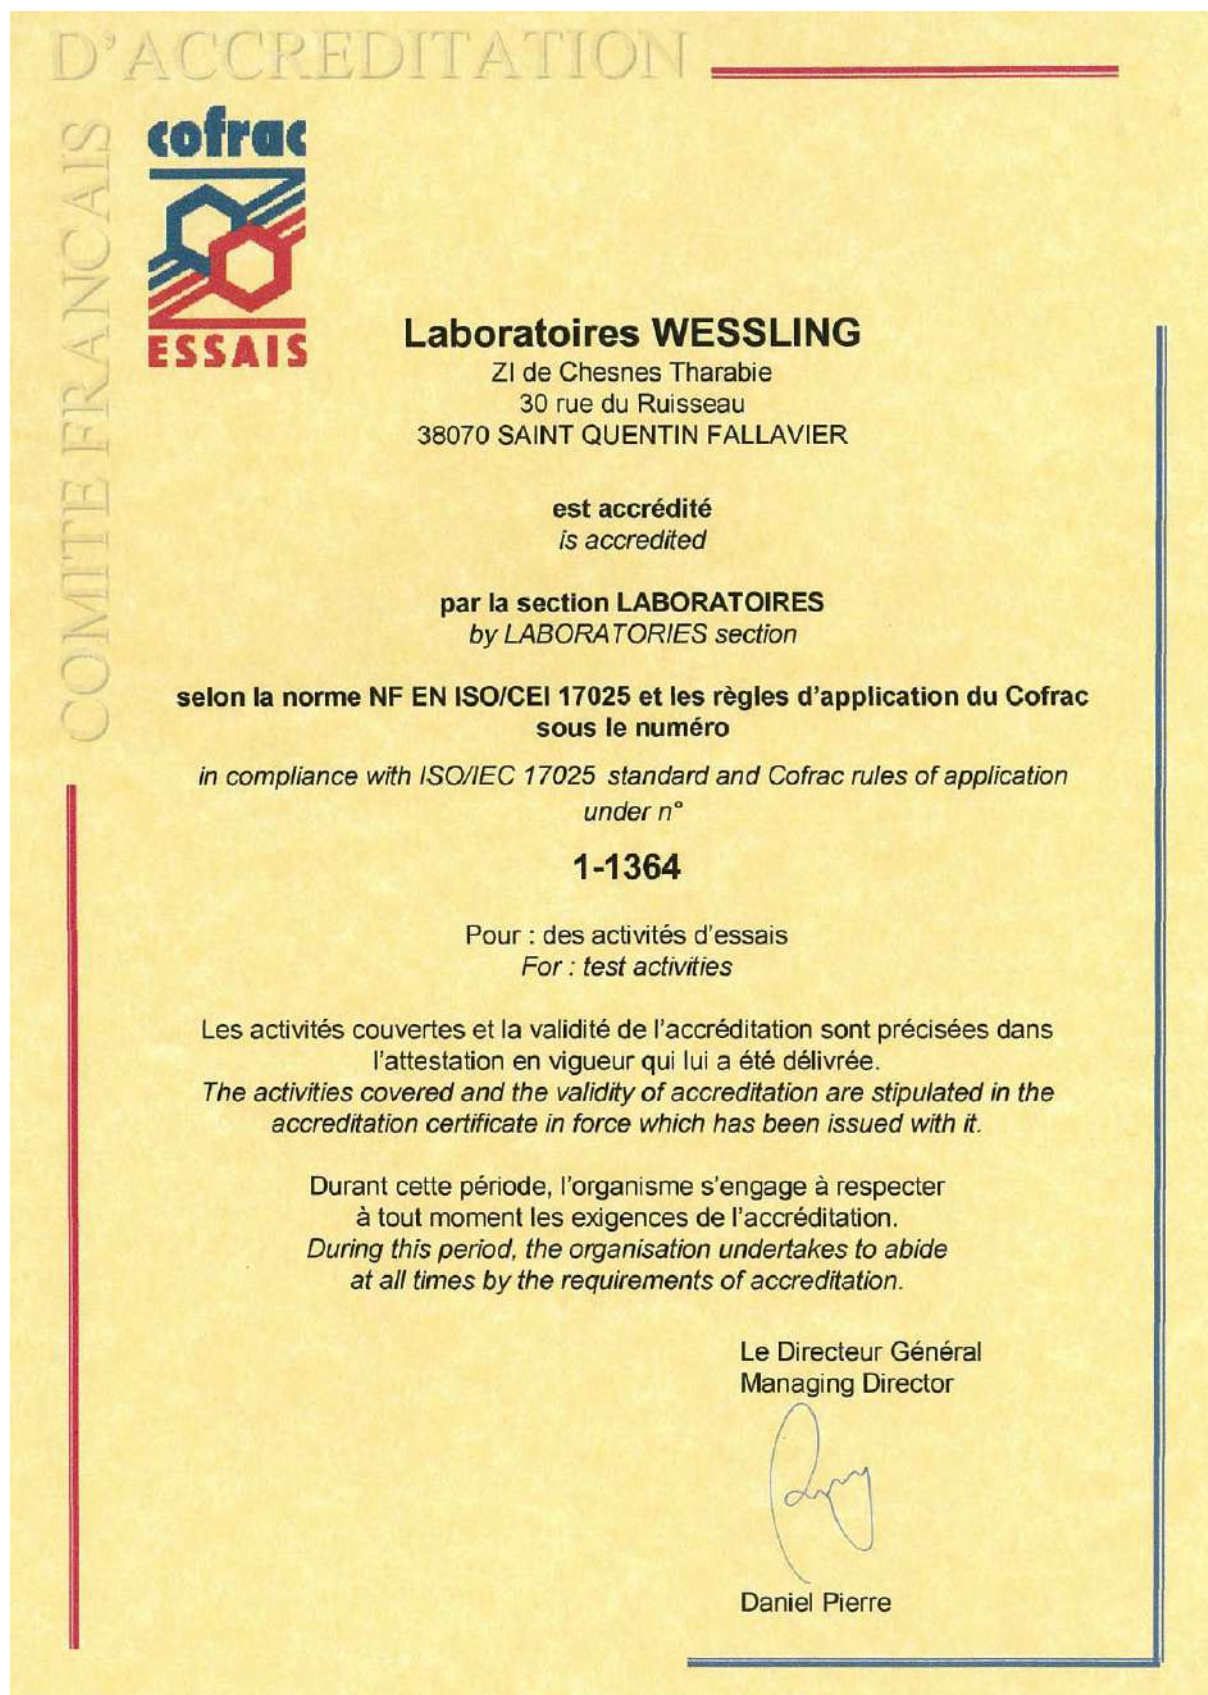 D'ACCREDITATION
COMITE FRANCAIS
cofrac
ESSAIS
Laboratoires WESSLING
ZI de Chesnes Tharabie
30 rue du Ruisseau
38070 SAINT QUENTIN FALLAVIER
est accrédité
is accredited
par la section LABORATOIRES
by LABORATORIES section
selon la norme NF EN ISO/CEI 17025 et les règles d'application du Cofrac
sous le numéro
in compliance with ISO/IEC 17025 standard and Cofrac rules of application
under n°
1-1364
Pour : des activités d'essais
For : test activities
Les activités couvertes et la validité de l'accréditation sont précisées dans
l'attestation en vigueur qui lui a été délivrée.
The activities covered and the validity of accreditation are stipulated in the
accreditation certificate in force which has been issued with it.
Durant cette période, l'organisme s'engage à respecter
à tout moment les exigences de l'accréditation.
During this period, the organisation undertakes to abide
at all times by the requirements of accreditation.
Le Directeur Général
Managing Director
Daniel Pierre